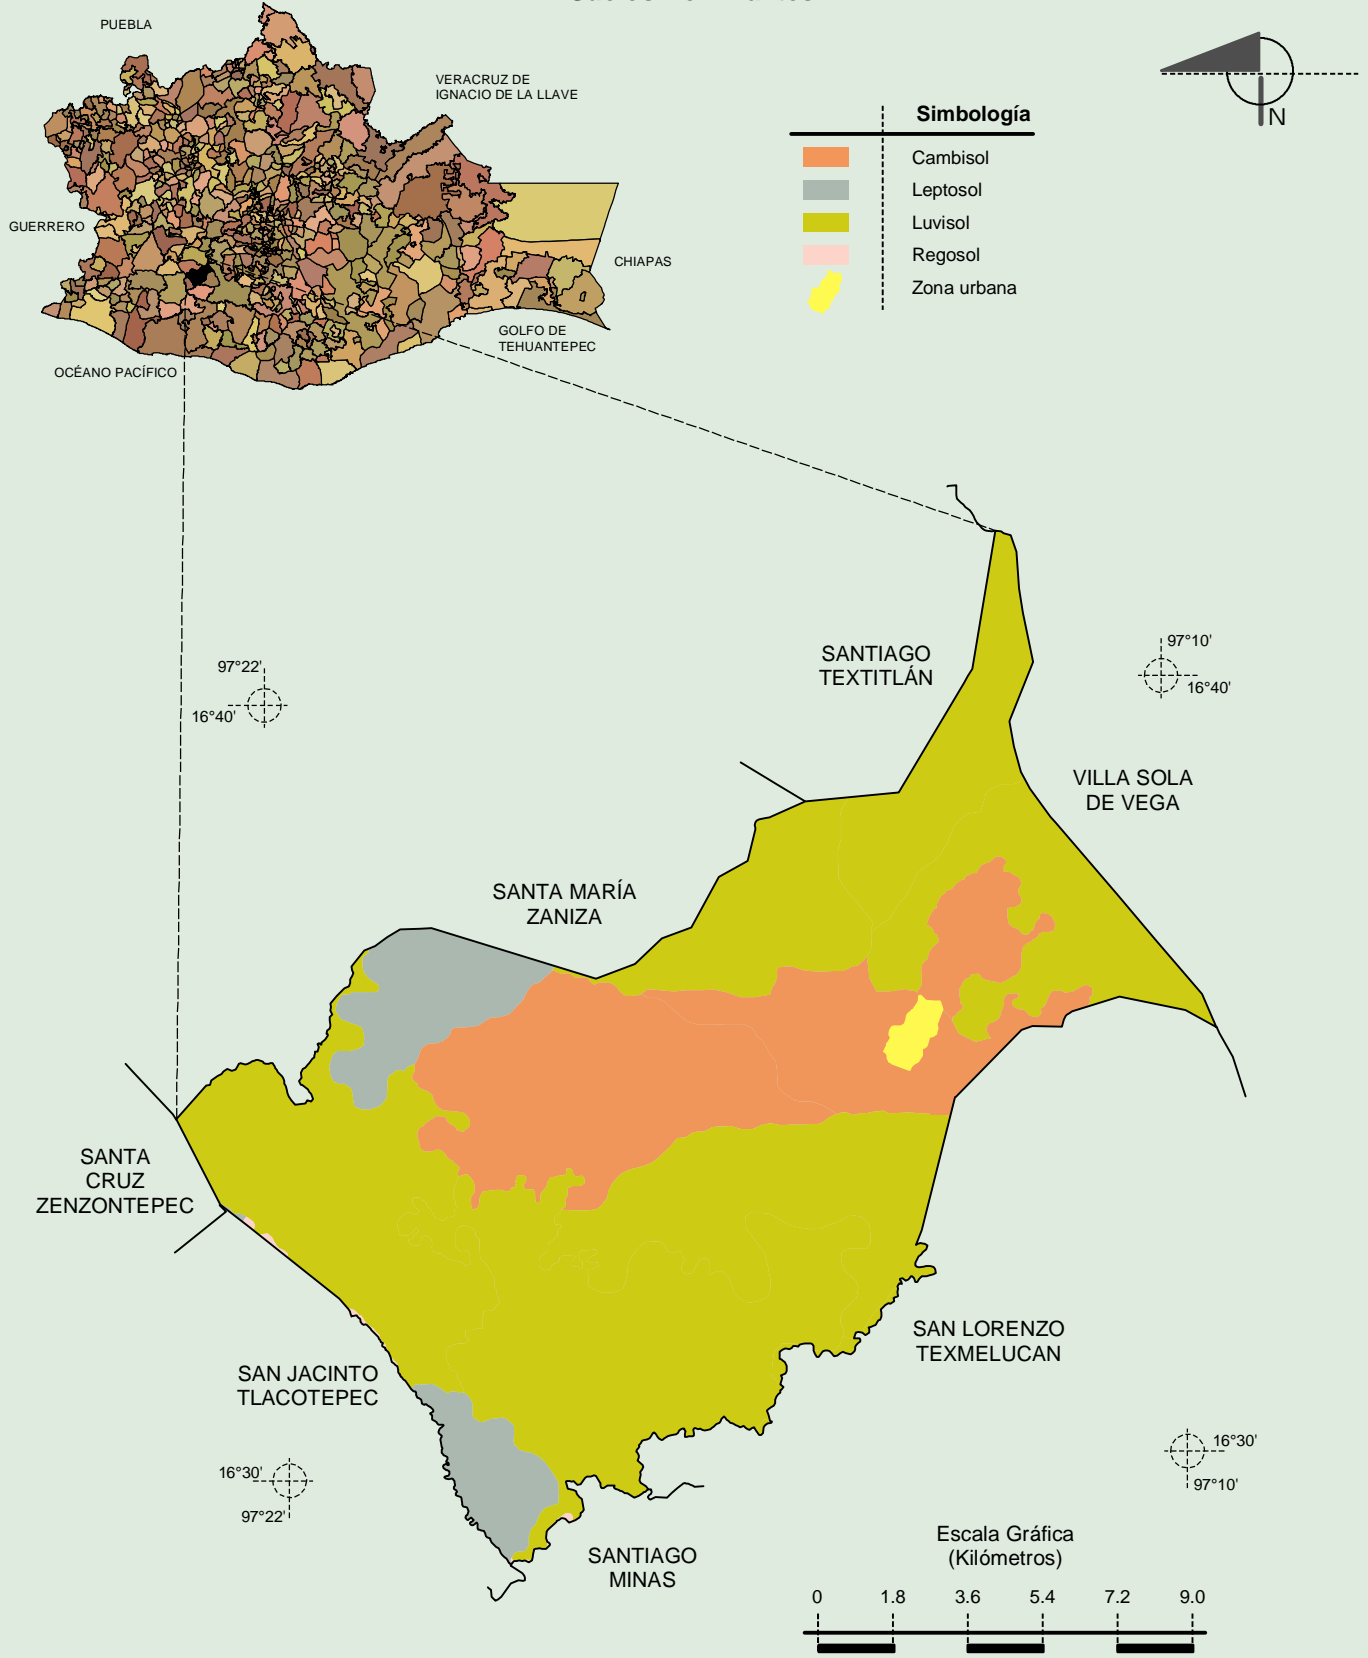 PUEBLA
VERACRUZ DE
IGNACIO DE LA LLAVE
GUERRERO
CHIAPAS
GOLFO DE
TEHUANTEPEC
OCÉANO PACÍFICO
N
Simbología
Cambisol
Leptosol
Luvisol
Regosol
Zona urbana
97°22'
16°40'
97°10'
16°40'
SANTIAGO
TEXTITLÁN
VILLA SOLA
DE VEGA
SANTA MARÍA
ZANIZA
SANTA
CRUZ
ZENZONTEPEC
SAN LORENZO
TEXMELUCAN
SAN JACINTO
TLACOTEPEC
16°30'
97°22'
16°30'
97°10'
SANTIAGO
MINAS
Escala Gráfica
(Kilómetros)
0 1.8 3.6 5.4 7.2 9.0